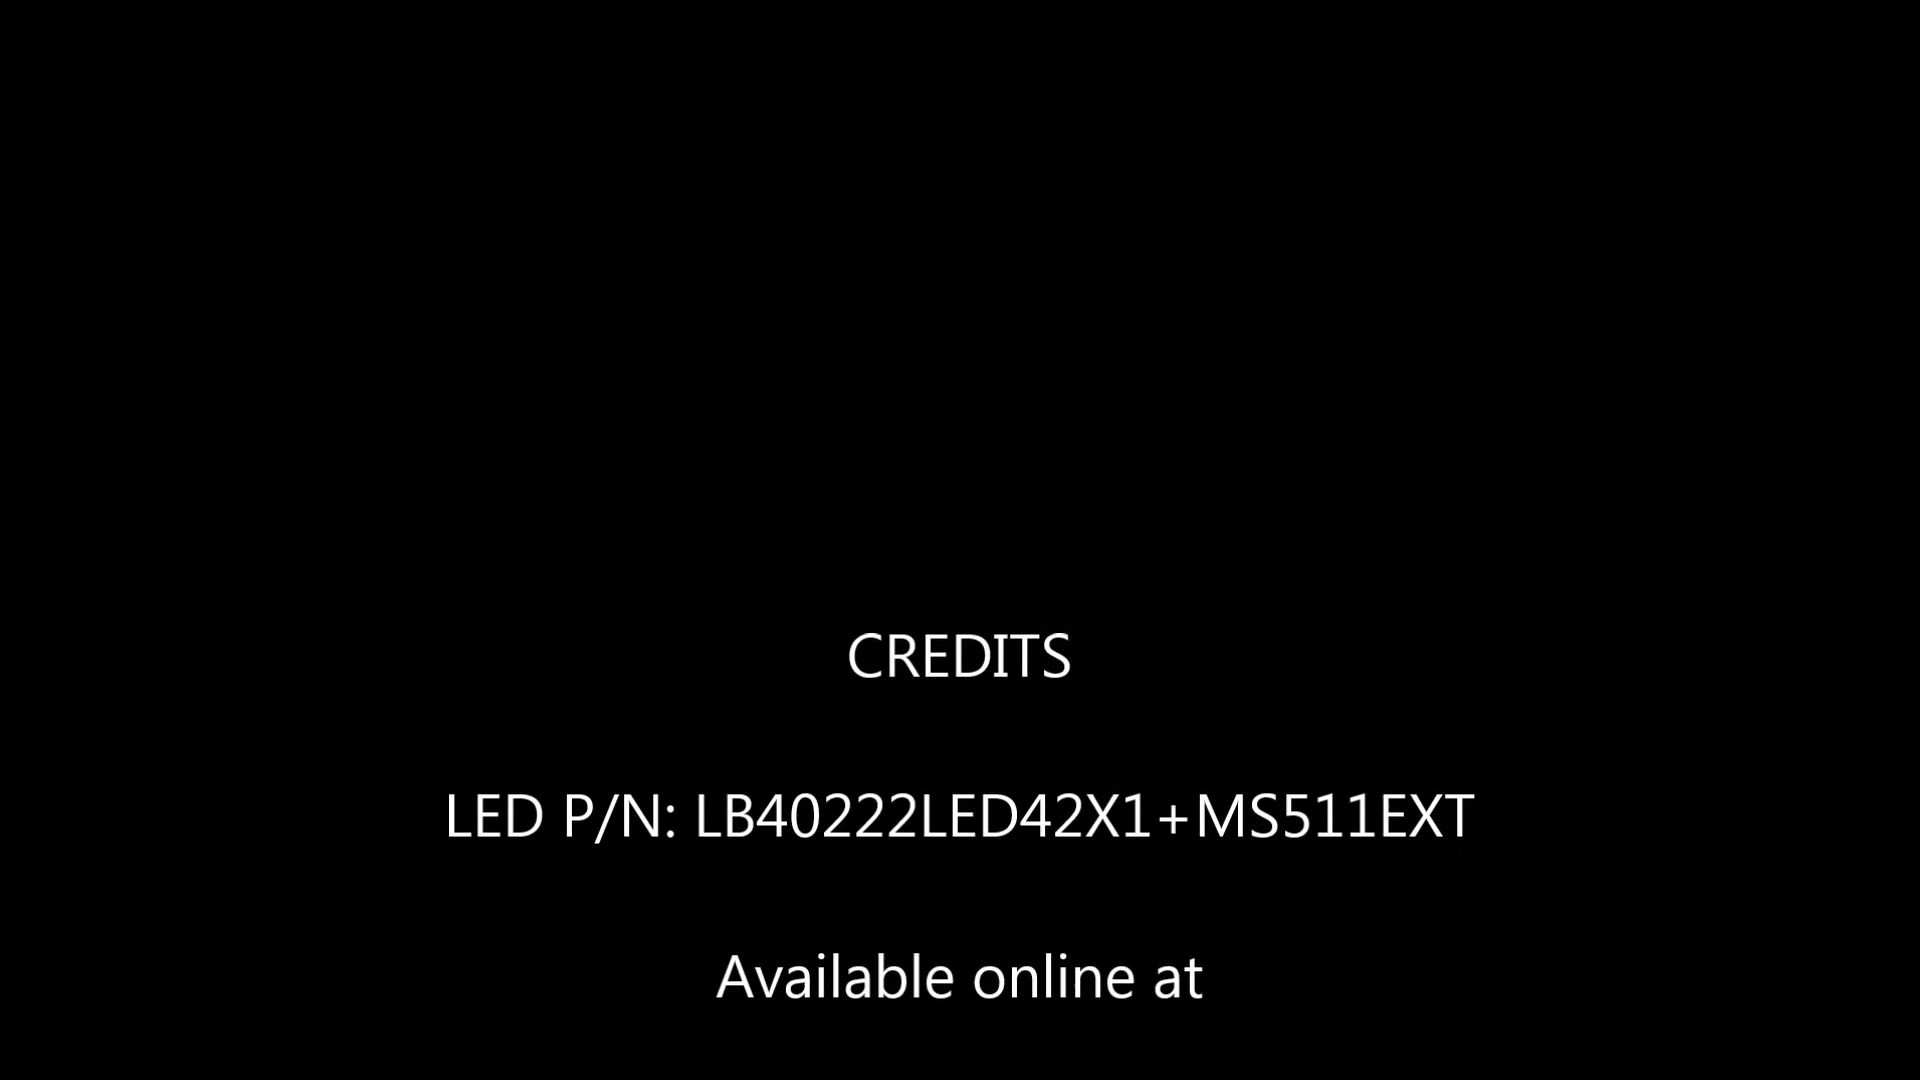 CREDITS
LED P/N: LB40222LED42X1+MS511EXT
Available online at